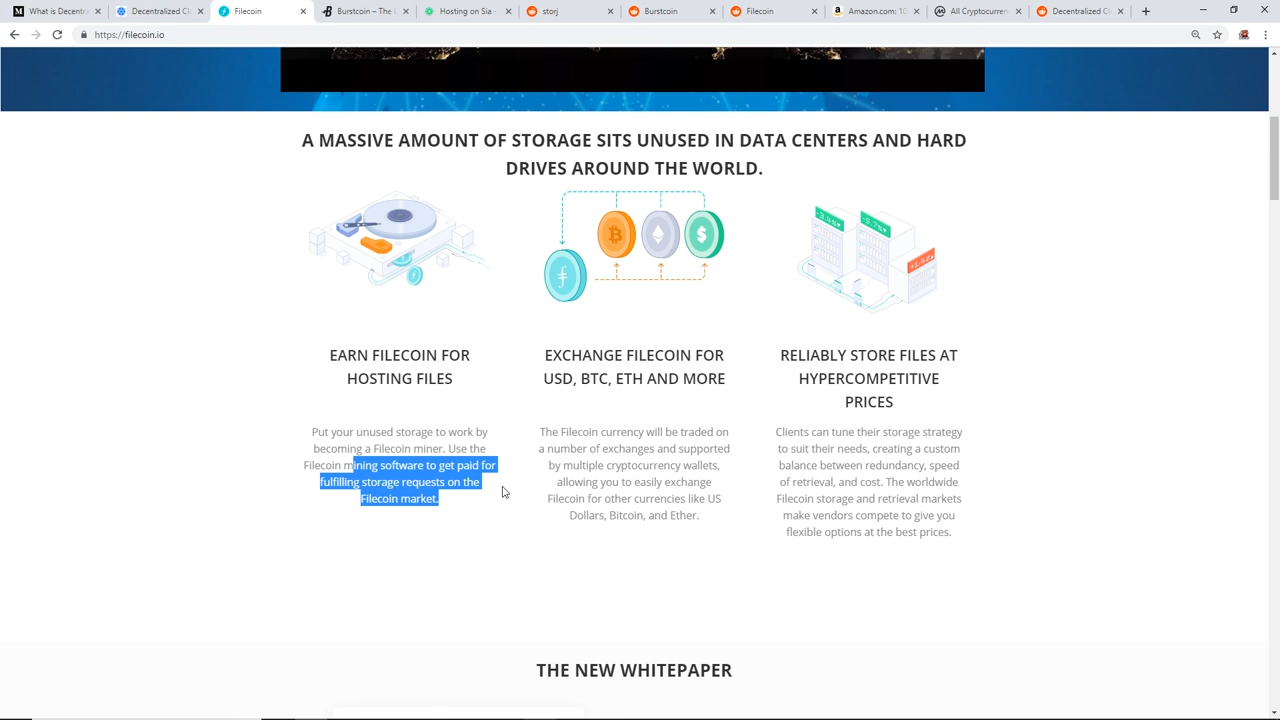 What is Decentra
Decentralized Clo
Filecoin
Burstcoin – The E
Hosting on Sia
storj
Burstcoin
Filecoin
Amazon.com: 10
All Cryptocurren
Decentralized Cl
https://filecoin.io
A MASSIVE AMOUNT OF STORAGE SITS UNUSED IN DATA CENTERS AND HARD
DRIVES AROUND THE WORLD.
-3.4%
-5.7%
EARN FILECOIN FOR
HOSTING FILES
Put your unused storage to work by
becoming a Filecoin miner. Use the
Filecoin mining software to get paid for
fulfilling storage requests on the
Filecoin market.
EXCHANGE FILECOIN FOR
USD, BTC, ETH AND MORE
The Filecoin currency will be traded on
a number of exchanges and supported
by multiple cryptocurrency wallets,
allowing you to easily exchange
Filecoin for other currencies like US
Dollars, Bitcoin, and Ether.
RELIABLY STORE FILES AT
HYPERCOMPETITIVE
PRICES
Clients can tune their storage strategy
to suit their needs, creating a custom
balance between redundancy, speed
of retrieval, and cost. The worldwide
Filecoin storage and retrieval markets
make vendors compete to give you
flexible options at the best prices.
THE NEW WHITEPAPER